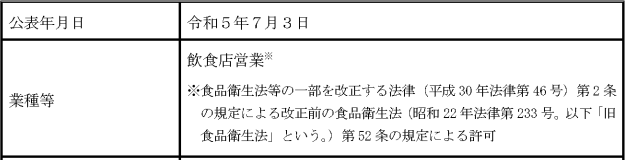 公表年月日
令和５年７月３日
業種等
飲食店営業※
※食品衛生法等の一部を改正する法律（平成 30 年法律第 46 号）第２条
の規定による改正前の食品衛生法（昭和 22 年法律第 233 号。以下「旧
食品衛生法」という。）第 52 条の規定による許可